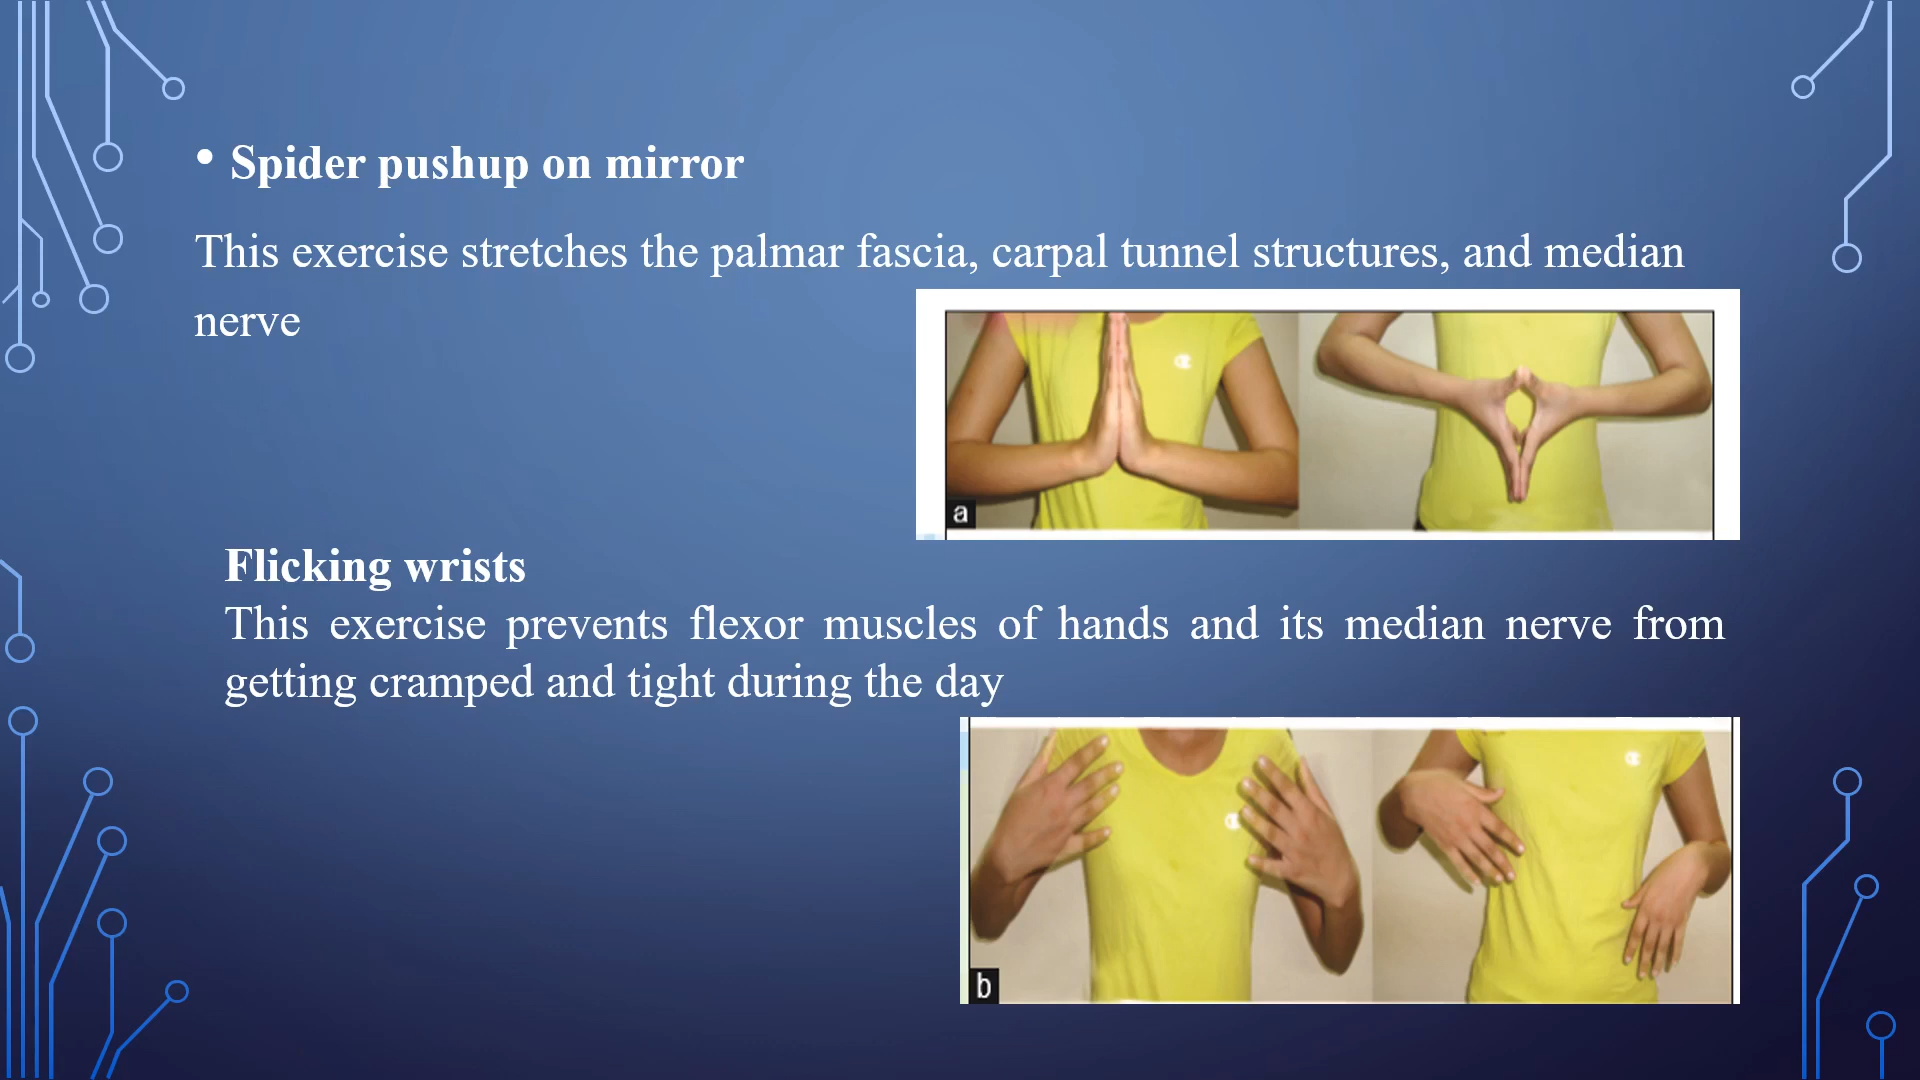 • Spider pushup on mirror
This exercise stretches the palmar fascia, carpal tunnel structures, and median
nerve
a
Flicking wrists
This exercise prevents flexor muscles of hands and its median nerve from
getting cramped and tight during the day
b